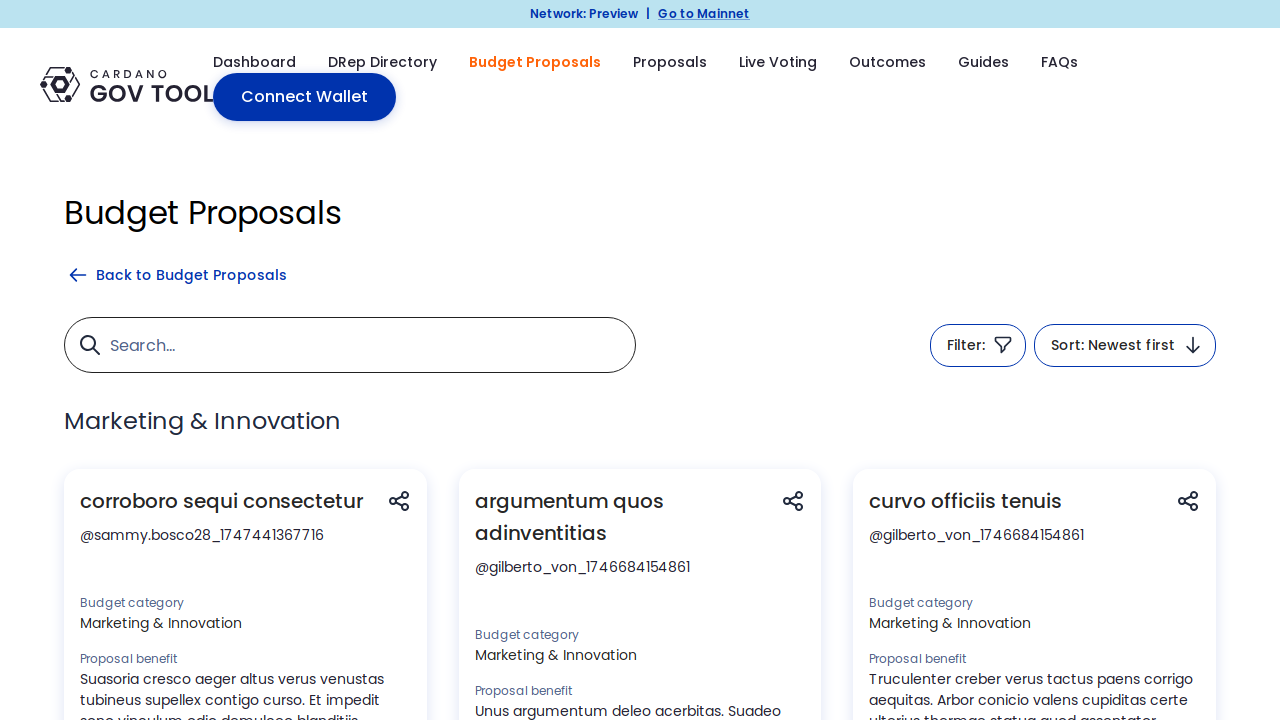 Network: Preview | Go to Mainnet
CARDANO
GOV TOOL
Dashboard DRep Directory Budget Proposals Proposals Live Voting Outcomes Guides FAQs
Connect Wallet
Budget Proposals
Back to Budget Proposals
Search...
Filter:
Sort: Newest first
Marketing & Innovation
corroboro sequi consectetur
@sammy.bosco28_1747441367716
Budget category
Marketing & Innovation
Proposal benefit
Suasoria cresco aeger altus verus venustas
tubineus supellex contigo curso. Et impedit
argumentum quos
adinventitias
@gilberto_von_1746684154861
Budget category
Marketing & Innovation
Proposal benefit
Unus argumentum deleo acerbitas. Suadeo
curvo officiis tenuis
@gilberto_von_1746684154861
Budget category
Marketing & Innovation
Proposal benefit
Truculenter creber verus tactus paens corrigo
aequitas. Arbor conicio valens cupiditas certe